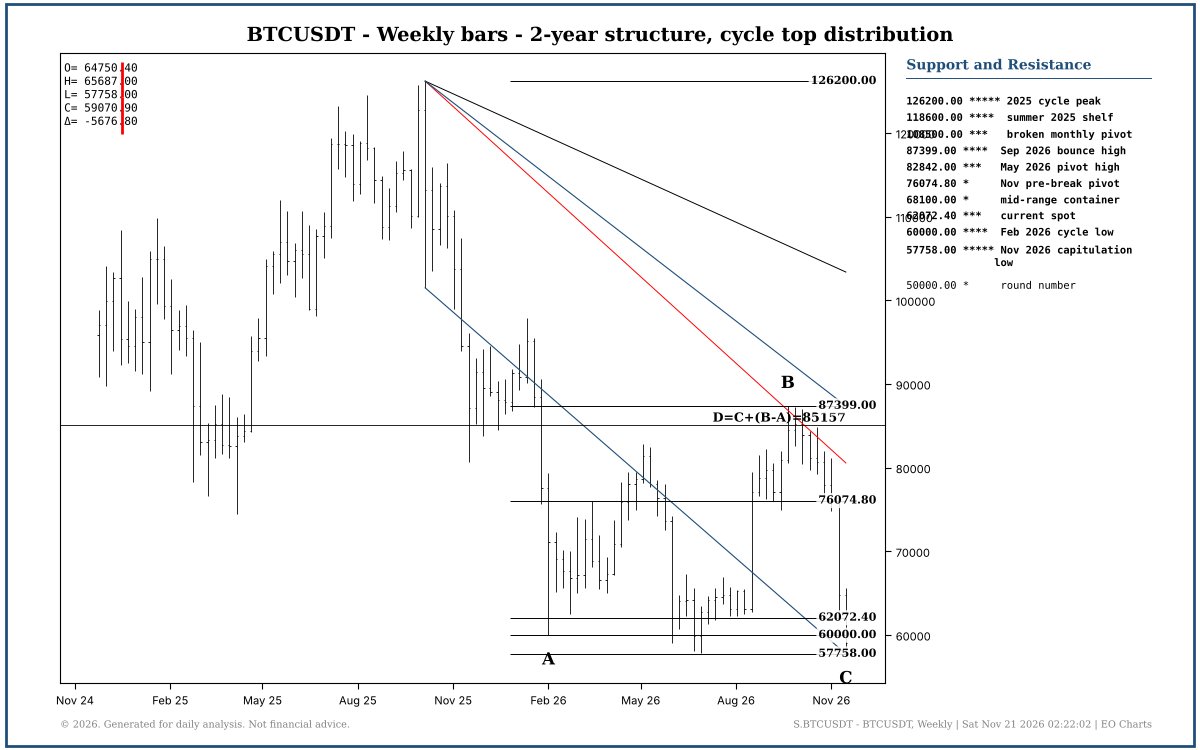 BTCUSDT - Weekly bars - 2-year structure, cycle top distribution
O= 64750.40
H= 65687.00
L= 57758.00
C= 59070.90
Δ= -5676.80
126200.00
B
87399.00
D=C+(B-A)=85157
76074.80
62072.40
60000.00
57758.00
A
C
120000
110000
100000
90000
80000
70000
60000
Nov 24 Feb 25 May 25 Aug 25 Nov 25 Feb 26 May 26 Aug 26 Nov 26
Support and Resistance
126200.00 ***** 2025 cycle peak
118600.00 **** summer 2025 shelf
108500.00 *** broken monthly pivot
87399.00 **** Sep 2026 bounce high
82842.00 *** May 2026 pivot high
76074.80 * Nov pre-break pivot
68100.00 * mid-range container
62072.40 *** current spot
60000.00 **** Feb 2026 cycle low
57758.00 ***** Nov 2026 capitulation
low
50000.00 * round number
© 2026. Generated for daily analysis. Not financial advice.
S.BTCUSDT - BTCUSDT, Weekly | Sat Nov 21 2026 02:22:02 | EO Charts